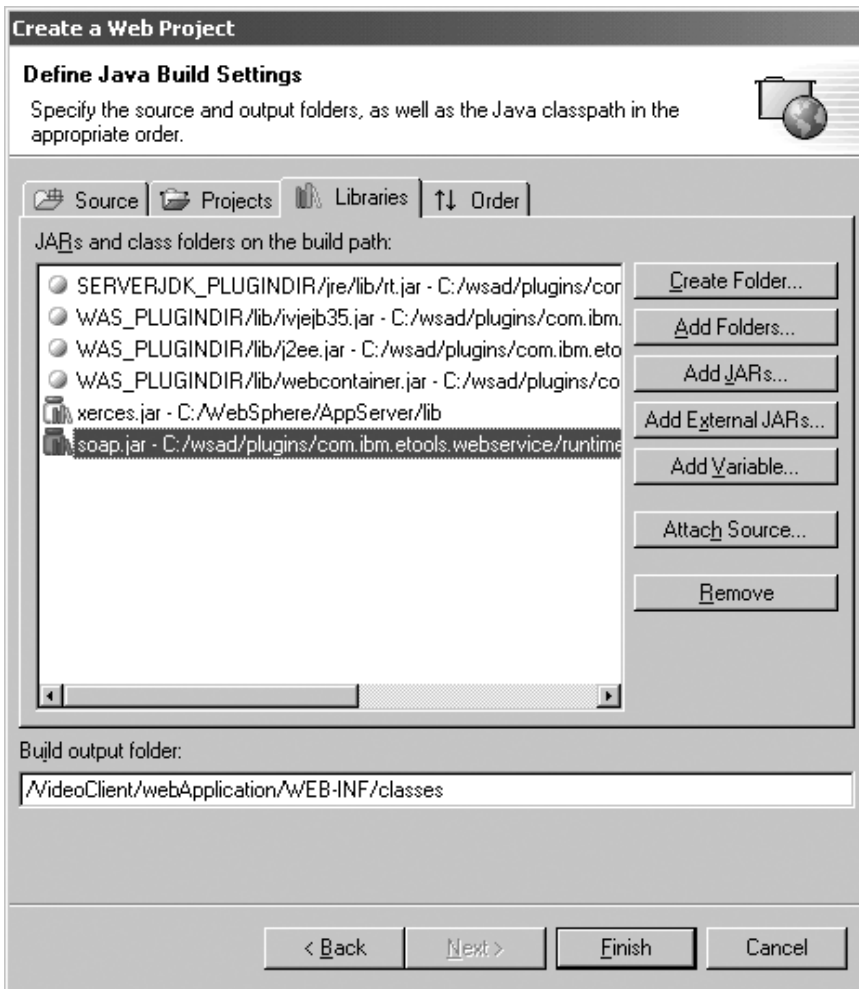 Create a Web Project
Define Java Build Settings
Specify the source and output folders, as well as the Java classpath in the
appropriate order.
Source Projects Libraries Order
JARs and class folders on the build path:
SERVERJDK_PLUGINDIR/jre/lib/rt.jar - C:/wsad/plugins/cor
WAS_PLUGINDIR/lib/ivjejb35.jar - C:/wsad/plugins/com.ibm.
WAS_PLUGINDIR/lib/j2ee.jar - C:/wsad/plugins/com.ibm.eto
WAS_PLUGINDIR/lib/webcontainer.jar - C:/wsad/plugins/co
xerces.jar - C:/WebSphere/AppServer/lib
soap.jar - C:/wsad/plugins/com.ibm.etools.webservice/runtime
Create Folder...
Add Folders...
Add JARs...
Add External JARs...
Add Variable...
Attach Source...
Remove
Build output folder:
/VideoClient/webApplication/WEB-INF/classes
< Back Next > Finish Cancel